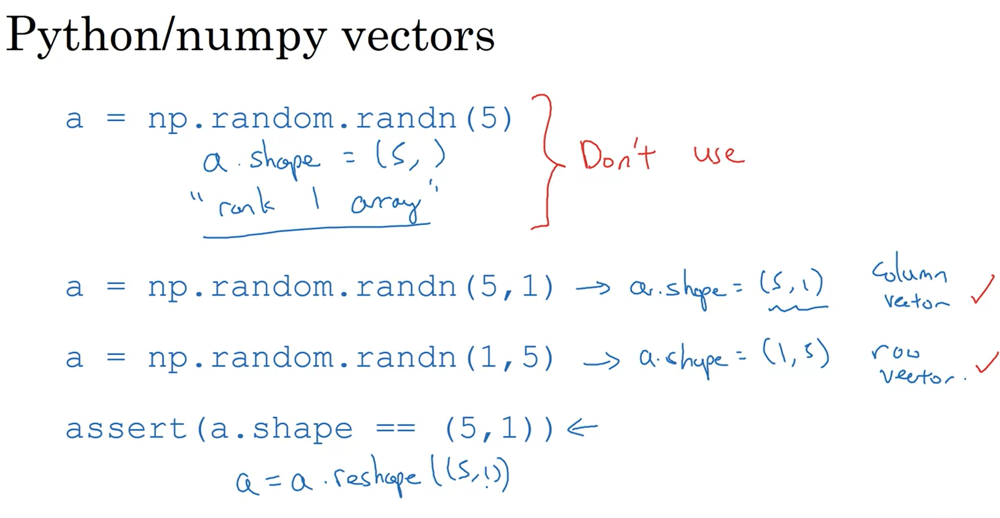 Python/numpy vectors
a = np.random.randn(5)
a.shape = (5,)
"rank 1 array"
Don't use
a = np.random.randn(5,1) → a.shape = (5,1) column vector ✓
a = np.random.randn(1,5) → a.shape = (1,5) row vector. ✓
assert(a.shape == (5,1)) ←
a = a.reshape((5,1))